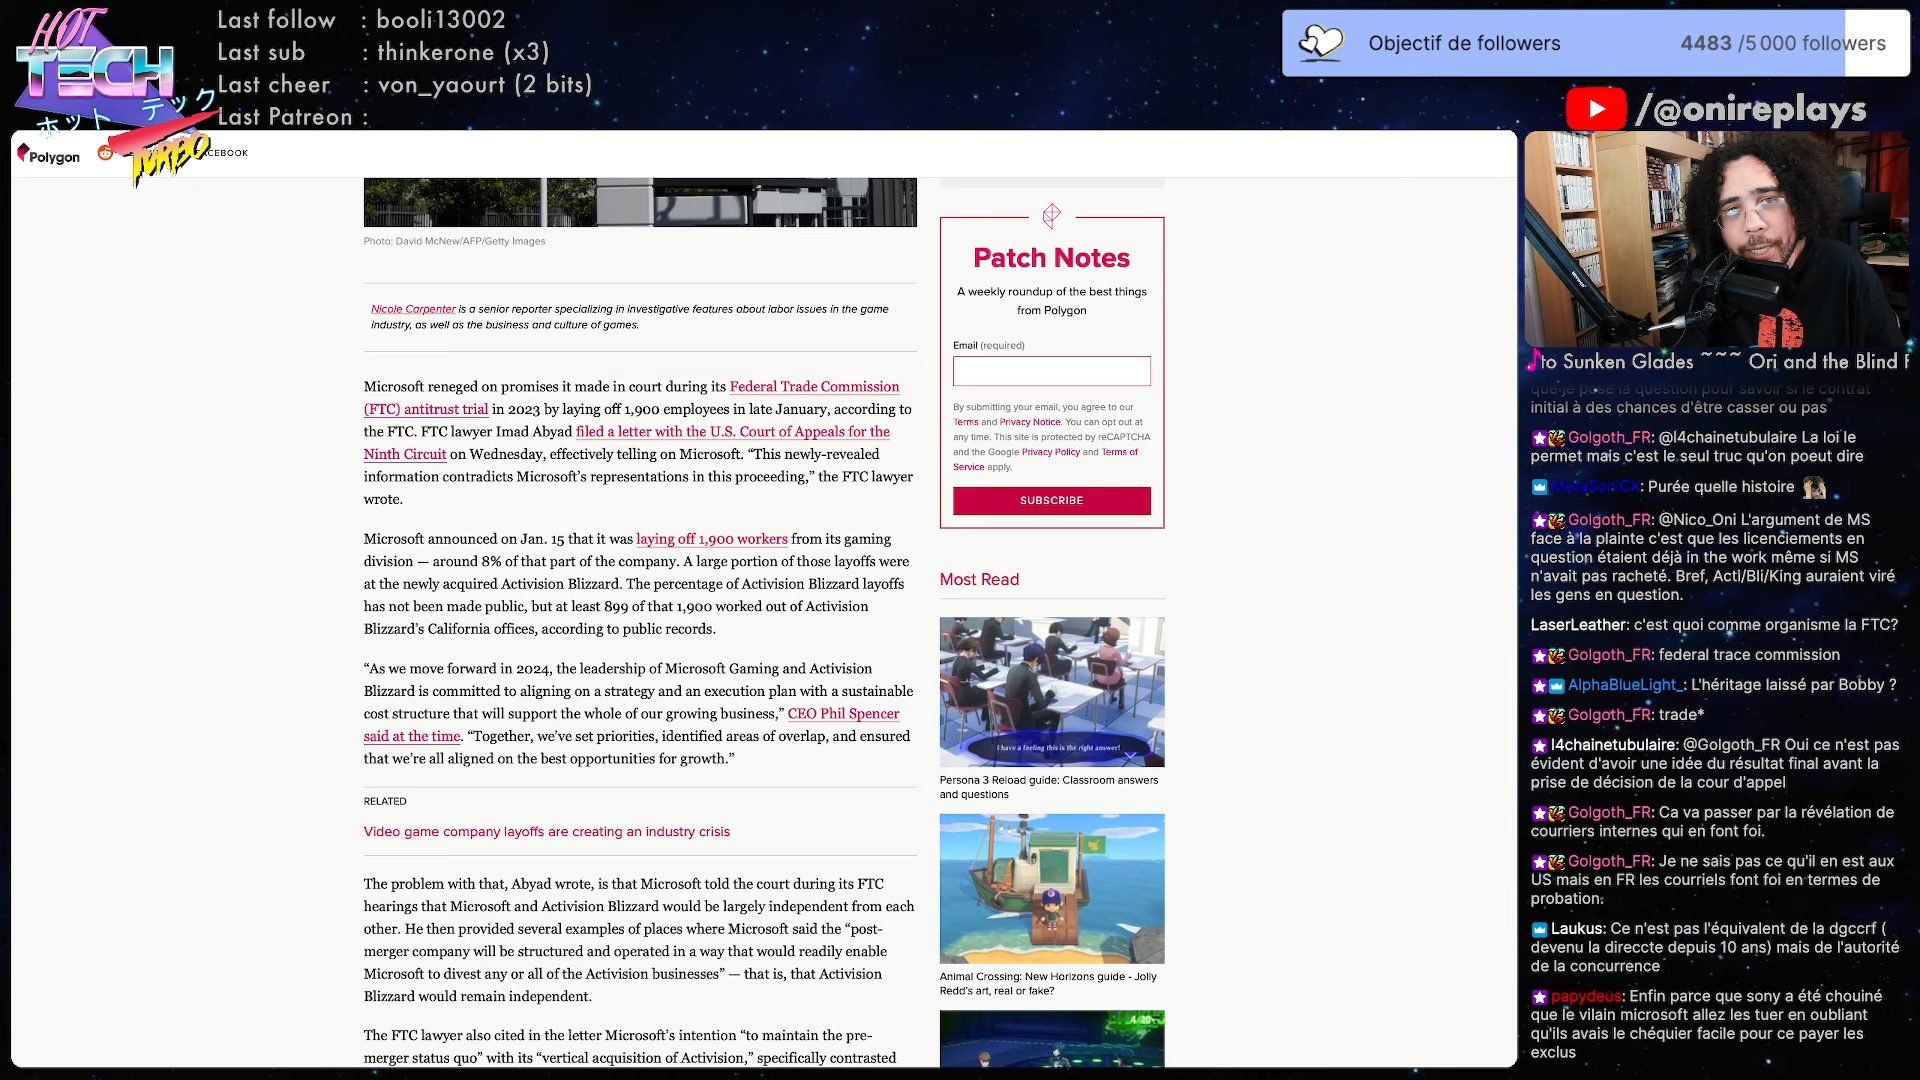 HOT
TECH
ホット テック
TURBO
Last follow : booli13002
Last sub : thinkerone (x3)
Last cheer : von_yaourt (2 bits)
Last Patreon :
Objectif de followers 4483 /5 000 followers
/@onireplays
Polygon
CEBOOK
Photo: David McNew/AFP/Getty Images
Nicole Carpenter is a senior reporter specializing in investigative features about labor issues in the game
industry, as well as the business and culture of games.
Microsoft reneged on promises it made in court during its Federal Trade Commission
(FTC) antitrust trial in 2023 by laying off 1,900 employees in late January, according to
the FTC. FTC lawyer Imad Abyad filed a letter with the U.S. Court of Appeals for the
Ninth Circuit on Wednesday, effectively telling on Microsoft. “This newly-revealed
information contradicts Microsoft’s representations in this proceeding,” the FTC lawyer
wrote.
Microsoft announced on Jan. 15 that it was laying off 1,900 workers from its gaming
division — around 8% of that part of the company. A large portion of those layoffs were
at the newly acquired Activision Blizzard. The percentage of Activision Blizzard layoffs
has not been made public, but at least 899 of that 1,900 worked out of Activision
Blizzard’s California offices, according to public records.
“As we move forward in 2024, the leadership of Microsoft Gaming and Activision
Blizzard is committed to aligning on a strategy and an execution plan with a sustainable
cost structure that will support the whole of our growing business,” CEO Phil Spencer
said at the time. “Together, we’ve set priorities, identified areas of overlap, and ensured
that we’re all aligned on the best opportunities for growth.”
RELATED
Video game company layoffs are creating an industry crisis
The problem with that, Abyad wrote, is that Microsoft told the court during its FTC
hearings that Microsoft and Activision Blizzard would be largely independent from each
other. He then provided several examples of places where Microsoft said the “post-
merger company will be structured and operated in a way that would readily enable
Microsoft to divest any or all of the Activision businesses” — that is, that Activision
Blizzard would remain independent.
The FTC lawyer also cited in the letter Microsoft’s intention “to maintain the pre-
merger status quo” with its “vertical acquisition of Activision,” specifically contrasted
Patch Notes
A weekly roundup of the best things
from Polygon
Email (required)
By submitting your email, you agree to our
Terms and Privacy Notice. You can opt out at
any time. This site is protected by reCAPTCHA
and the Google Privacy Policy and Terms of
Service apply.
SUBSCRIBE
Most Read
I have a feeling this is the right answer!
Persona 3 Reload guide: Classroom answers
and questions
Animal Crossing: New Horizons guide - Jolly
Redd’s art, real or fake?
4/20
to Sunken Glades ~~~ Ori and the Blind F
que-je pose la question pour savoir si le contrat
initial à des chances d'être casser ou pas
Golgoth_FR: @l4chainetubulaire La loi le
permet mais c'est le seul truc qu'on poeut dire
MetaSonICX: Purée quelle histoire
Golgoth_FR: @Nico_Oni L'argument de MS
face à la plainte c'est que les licenciements en
question étaient déjà in the work même si MS
n'avait pas racheté. Bref, Acti/Bli/King auraient viré
les gens en question.
LaserLeather: c'est quoi comme organisme la FTC?
Golgoth_FR: federal trace commission
AlphaBlueLight_: L'héritage laissé par Bobby ?
Golgoth_FR: trade*
l4chainetubulaire: @Golgoth_FR Oui ce n'est pas
évident d'avoir une idée du résultat final avant la
prise de décision de la cour d'appel
Golgoth_FR: Ca va passer par la révélation de
courriers internes qui en font foi.
Golgoth_FR: Je ne sais pas ce qu'il en est aux
US mais en FR les courriels font foi en termes de
probation.
Laukus: Ce n'est pas l'équivalent de la dgccrf (
devenu la direccte depuis 10 ans) mais de l'autorité
de la concurrence
papydeus: Enfin parce que sony a été chouiné
que le vilain microsoft allez les tuer en oubliant
qu'ils avais le chéquier facile pour ce payer les
exclus